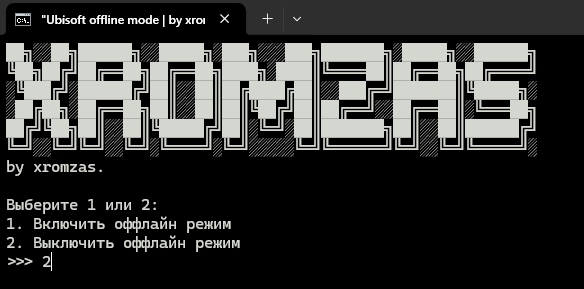 "Ubisoft offline mode | by xror
XROMZAS
by xromzas.
Выберите 1 или 2:
1. Включить оффлайн режим
2. Выключить оффлайн режим
>>> 2